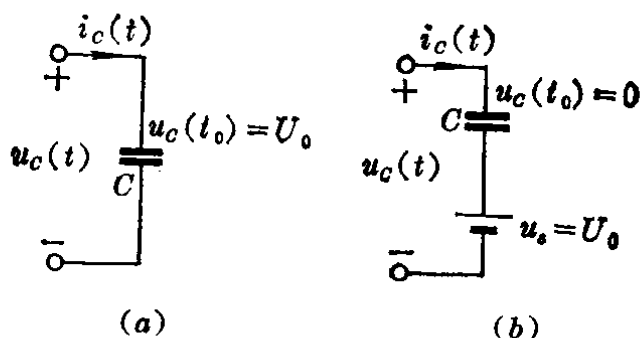 i_C(t)
+
u_C(t_0)=U_0
u_C(t)
C
−
(a)
i_C(t)
+
u_C(t_0)=0
C
u_C(t)
u_s=U_0
−
(b)